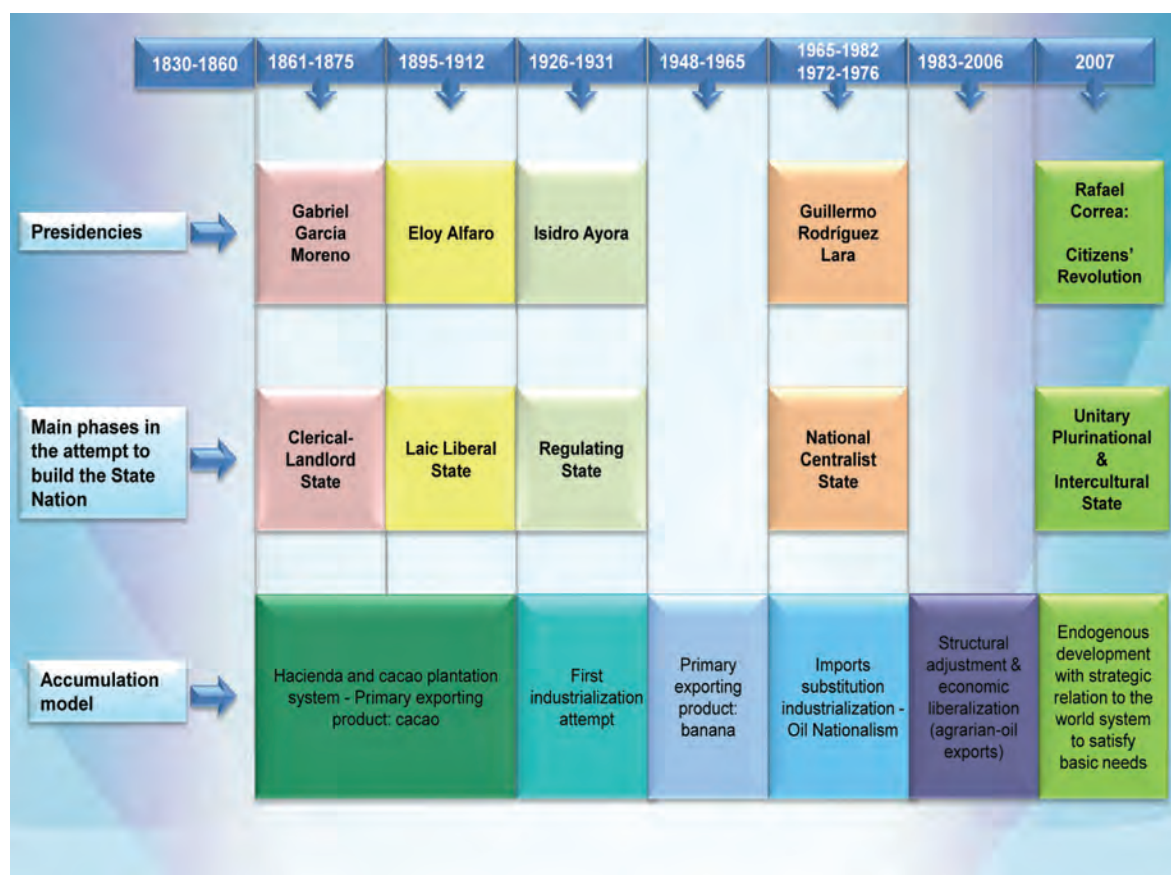 1830-1860
1861-1875
1895-1912
1926-1931
1948-1965
1965-1982
1972-1976
1983-2006
2007
Presidencies
Gabriel
García
Moreno
Eloy Alfaro
Isidro Ayora
Guillermo
Rodríguez
Lara
Rafael
Correa:
Citizens'
Revolution
Main phases in
the attempt to
build the State
Nation
Clerical-
Landlord
State
Laic Liberal
State
Regulating
State
National
Centralist
State
Unitary
Plurinational
&
Intercultural
State
Accumulation
model
Hacienda and cacao plantation
system - Primary exporting
product: cacao
First
industrialization
attempt
Primary
exporting
product:
banana
Imports
substitution
industrialization -
Oil Nationalism
Structural
adjustment &
economic
liberalization
(agrarian-oil
exports)
Endogenous
development
with strategic
relation to the
world system
to satisfy
basic needs